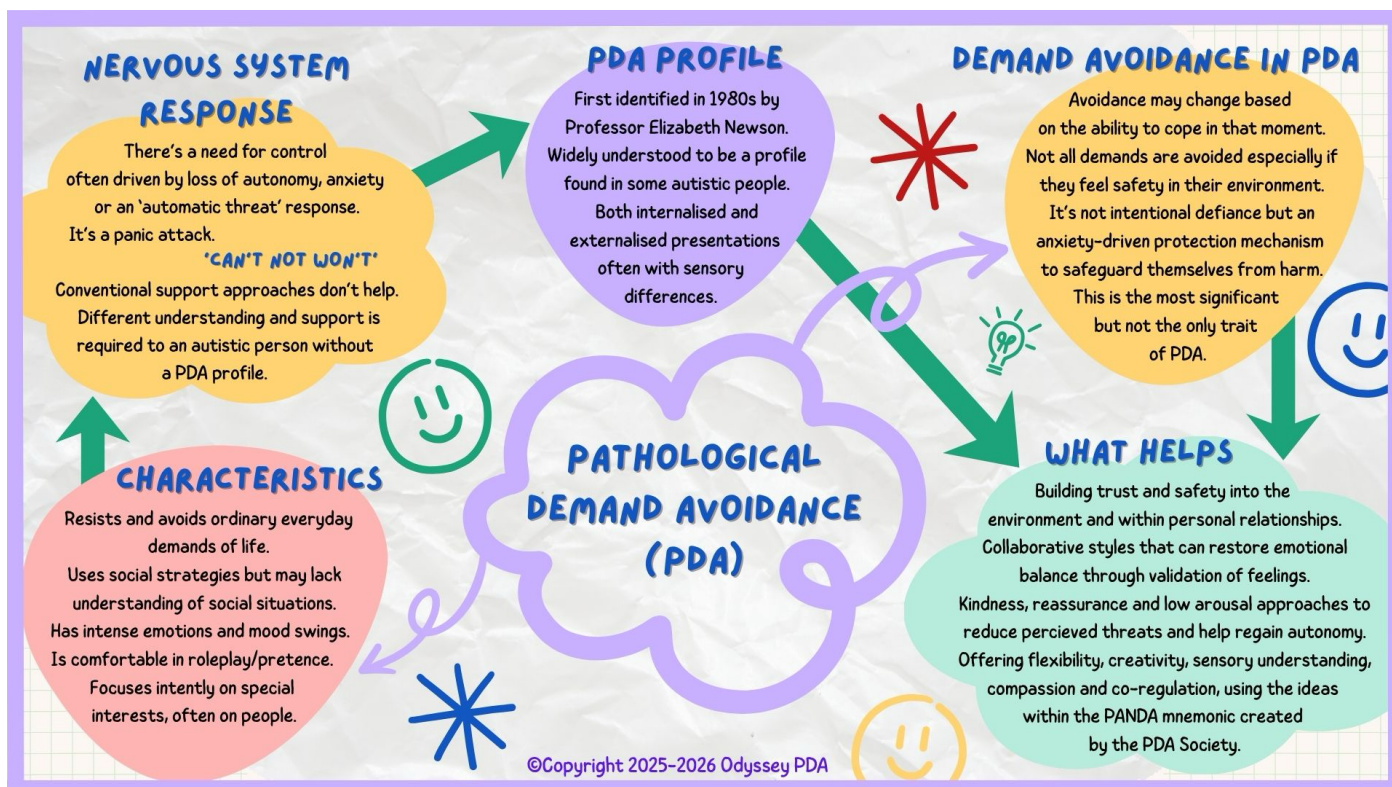 NERVOUS SYSTEM
RESPONSE
There's a need for control
often driven by loss of autonomy, anxiety
or an 'automatic threat' response.
It's a panic attack.
'CAN'T NOT WON'T'
Conventional support approaches don't help.
Different understanding and support is
required to an autistic person without
a PDA profile.
PDA PROFILE
First identified in 1980s by
Professor Elizabeth Newson.
Widely understood to be a profile
found in some autistic people.
Both internalised and
externalised presentations
often with sensory
differences.
DEMAND AVOIDANCE IN PDA
Avoidance may change based
on the ability to cope in that moment.
Not all demands are avoided especially if
they feel safety in their environment.
It's not intentional defiance but an
anxiety-driven protection mechanism
to safeguard themselves from harm.
This is the most significant
but not the only trait
of PDA.
PATHOLOGICAL
DEMAND AVOIDANCE
(PDA)
CHARACTERISTICS
Resists and avoids ordinary everyday
demands of life.
Uses social strategies but may lack
understanding of social situations.
Has intense emotions and mood swings.
Is comfortable in roleplay/pretence.
Focuses intently on special
interests, often on people.
WHAT HELPS
Building trust and safety into the
environment and within personal relationships.
Collaborative styles that can restore emotional
balance through validation of feelings.
Kindness, reassurance and low arousal approaches to
reduce percieved threats and help regain autonomy.
Offering flexibility, creativity, sensory understanding,
compassion and co-regulation, using the ideas
within the PANDA mnemonic created
by the PDA Society.
©Copyright 2025-2026 Odyssey PDA